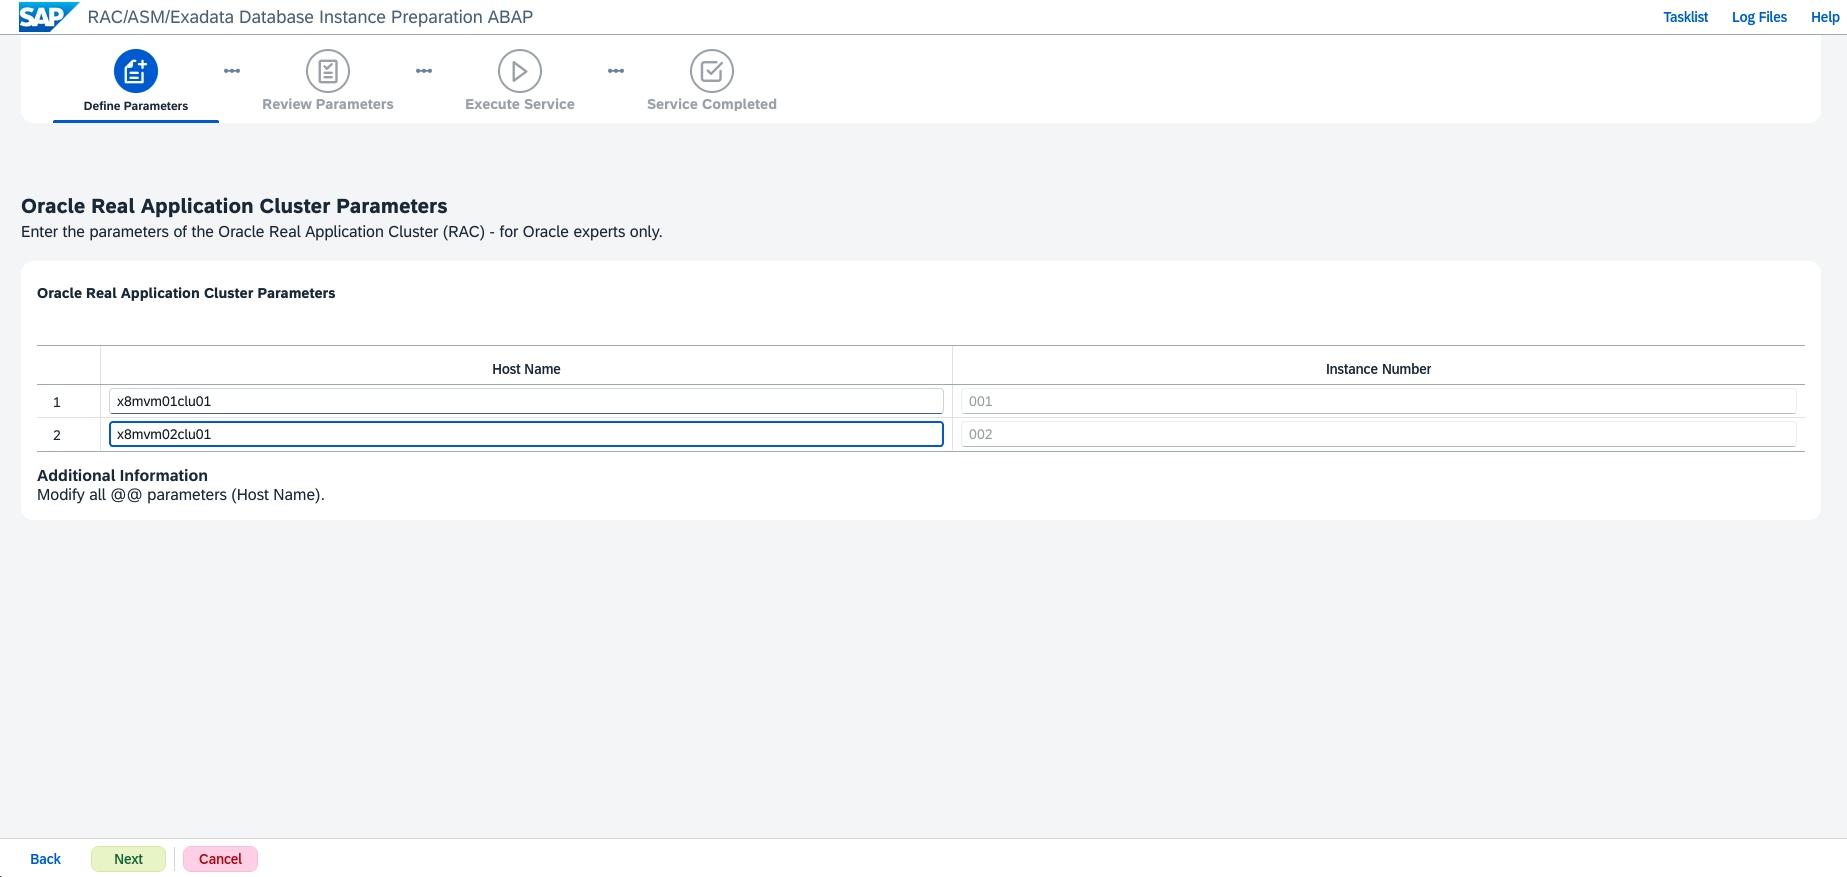 SAP RAC/ASM/Exadata Database Instance Preparation ABAP Tasklist Log Files Help
Define Parameters Review Parameters Execute Service Service Completed
Oracle Real Application Cluster Parameters
Enter the parameters of the Oracle Real Application Cluster (RAC) - for Oracle experts only.
Oracle Real Application Cluster Parameters
Host Name Instance Number
1 x8mvm01clu01 001
2 x8mvm02clu01 002
Additional Information
Modify all @@ parameters (Host Name).
Back Next Cancel